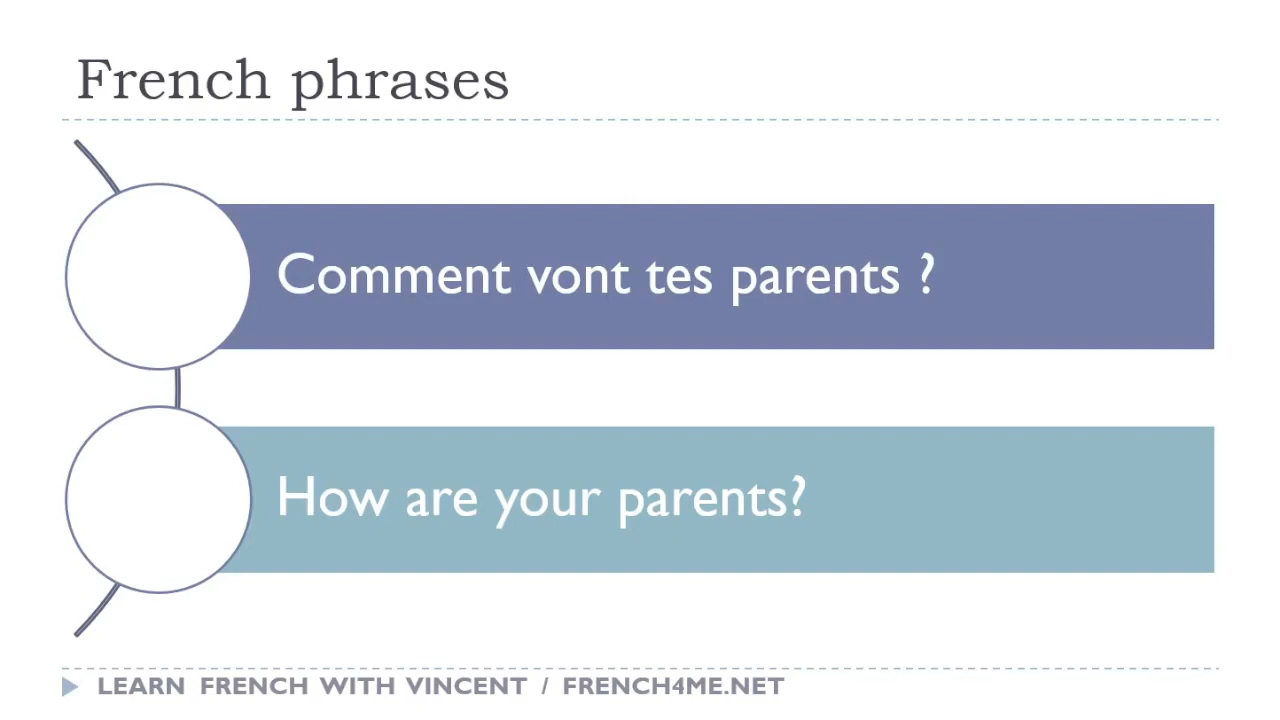 French phrases
Comment vont tes parents ?
How are your parents?
LEARN FRENCH WITH VINCENT / FRENCH4ME.NET